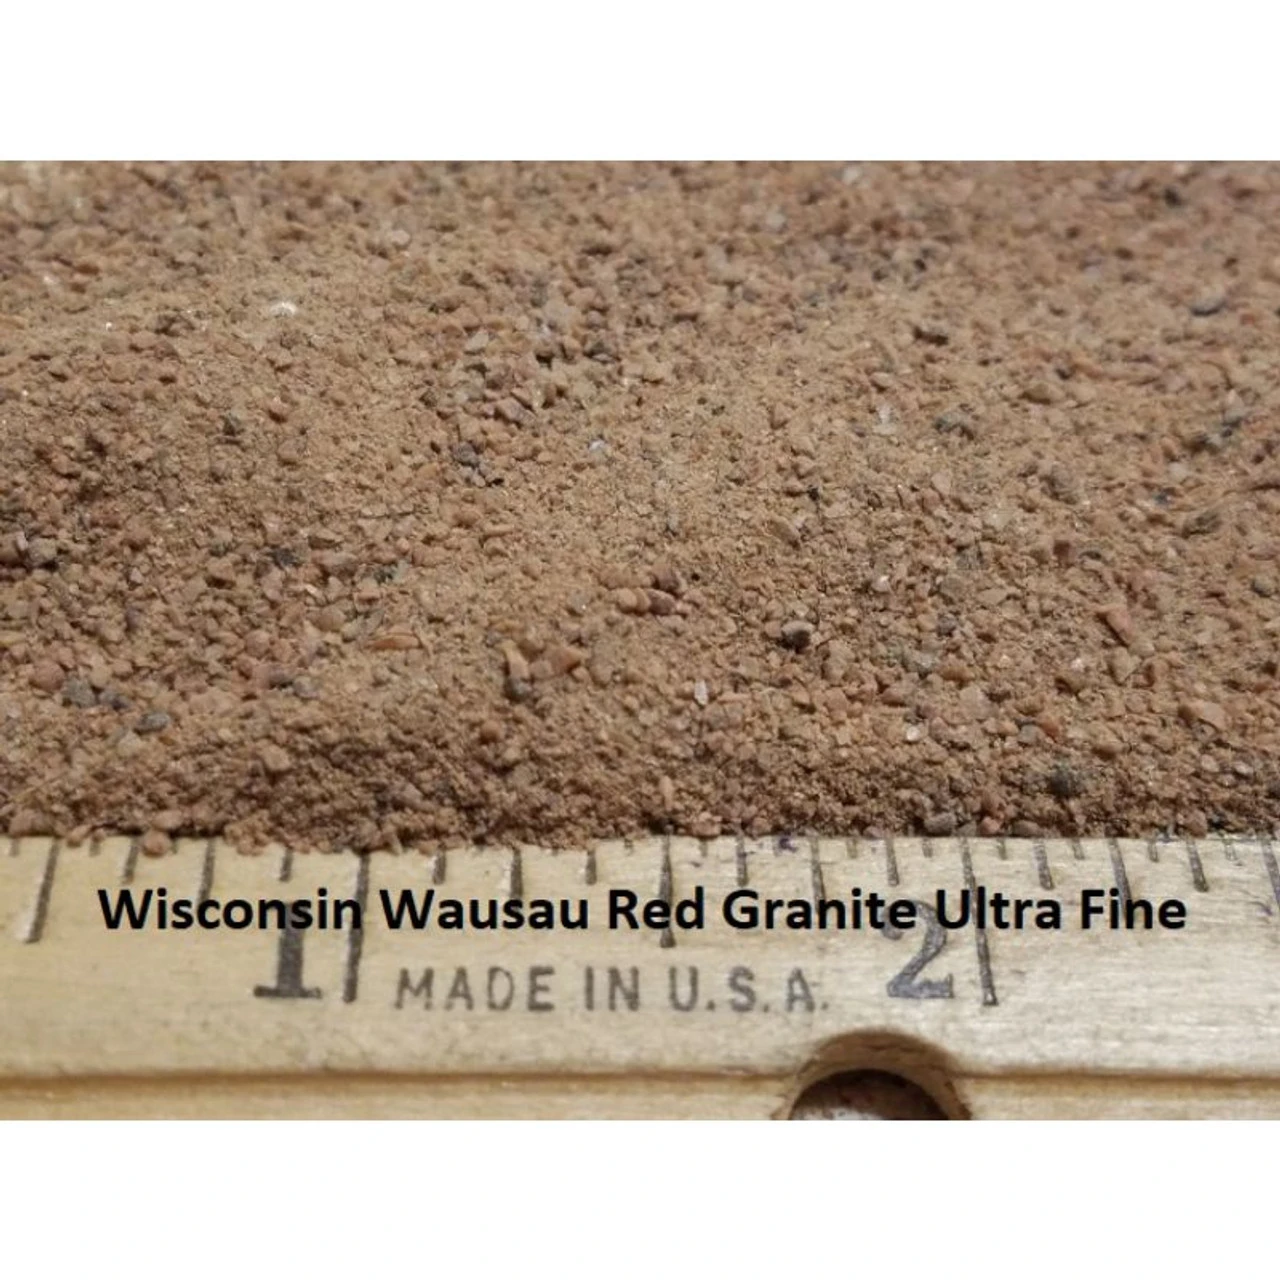 Wisconsin Wausau Red Granite Ultra Fine
1 2
MADE IN U.S.A.